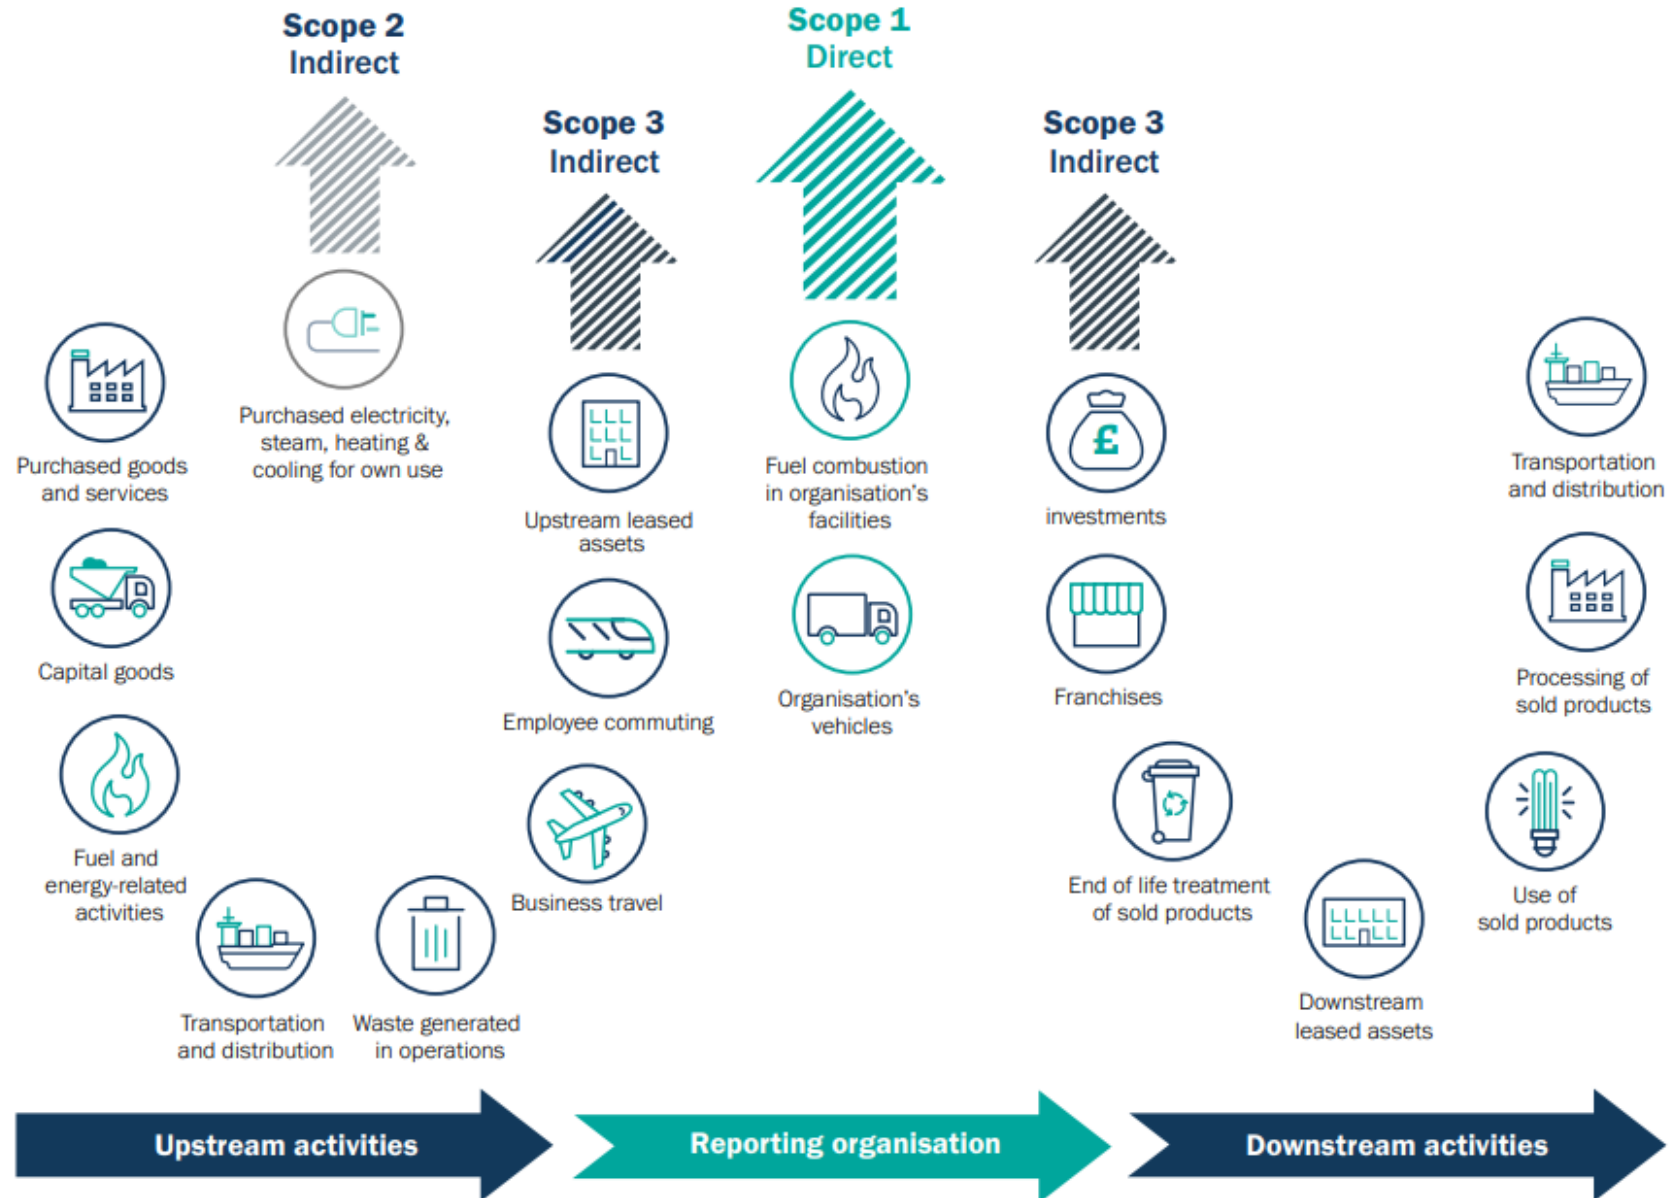 Scope 2
Indirect
Scope 1
Direct
Scope 3
Indirect
Scope 3
Indirect
Purchased goods
and services
Purchased electricity,
steam, heating &
cooling for own use
Upstream leased
assets
Fuel combustion
in organisation's
facilities
£
investments
Transportation
and distribution
Capital goods
Employee commuting
Organisation's
vehicles
Franchises
Processing of
sold products
Fuel and
energy-related
activities
Business travel
End of life treatment
of sold products
Use of
sold products
Transportation
and distribution
Waste generated
in operations
Downstream
leased assets
Upstream activities
Reporting organisation
Downstream activities